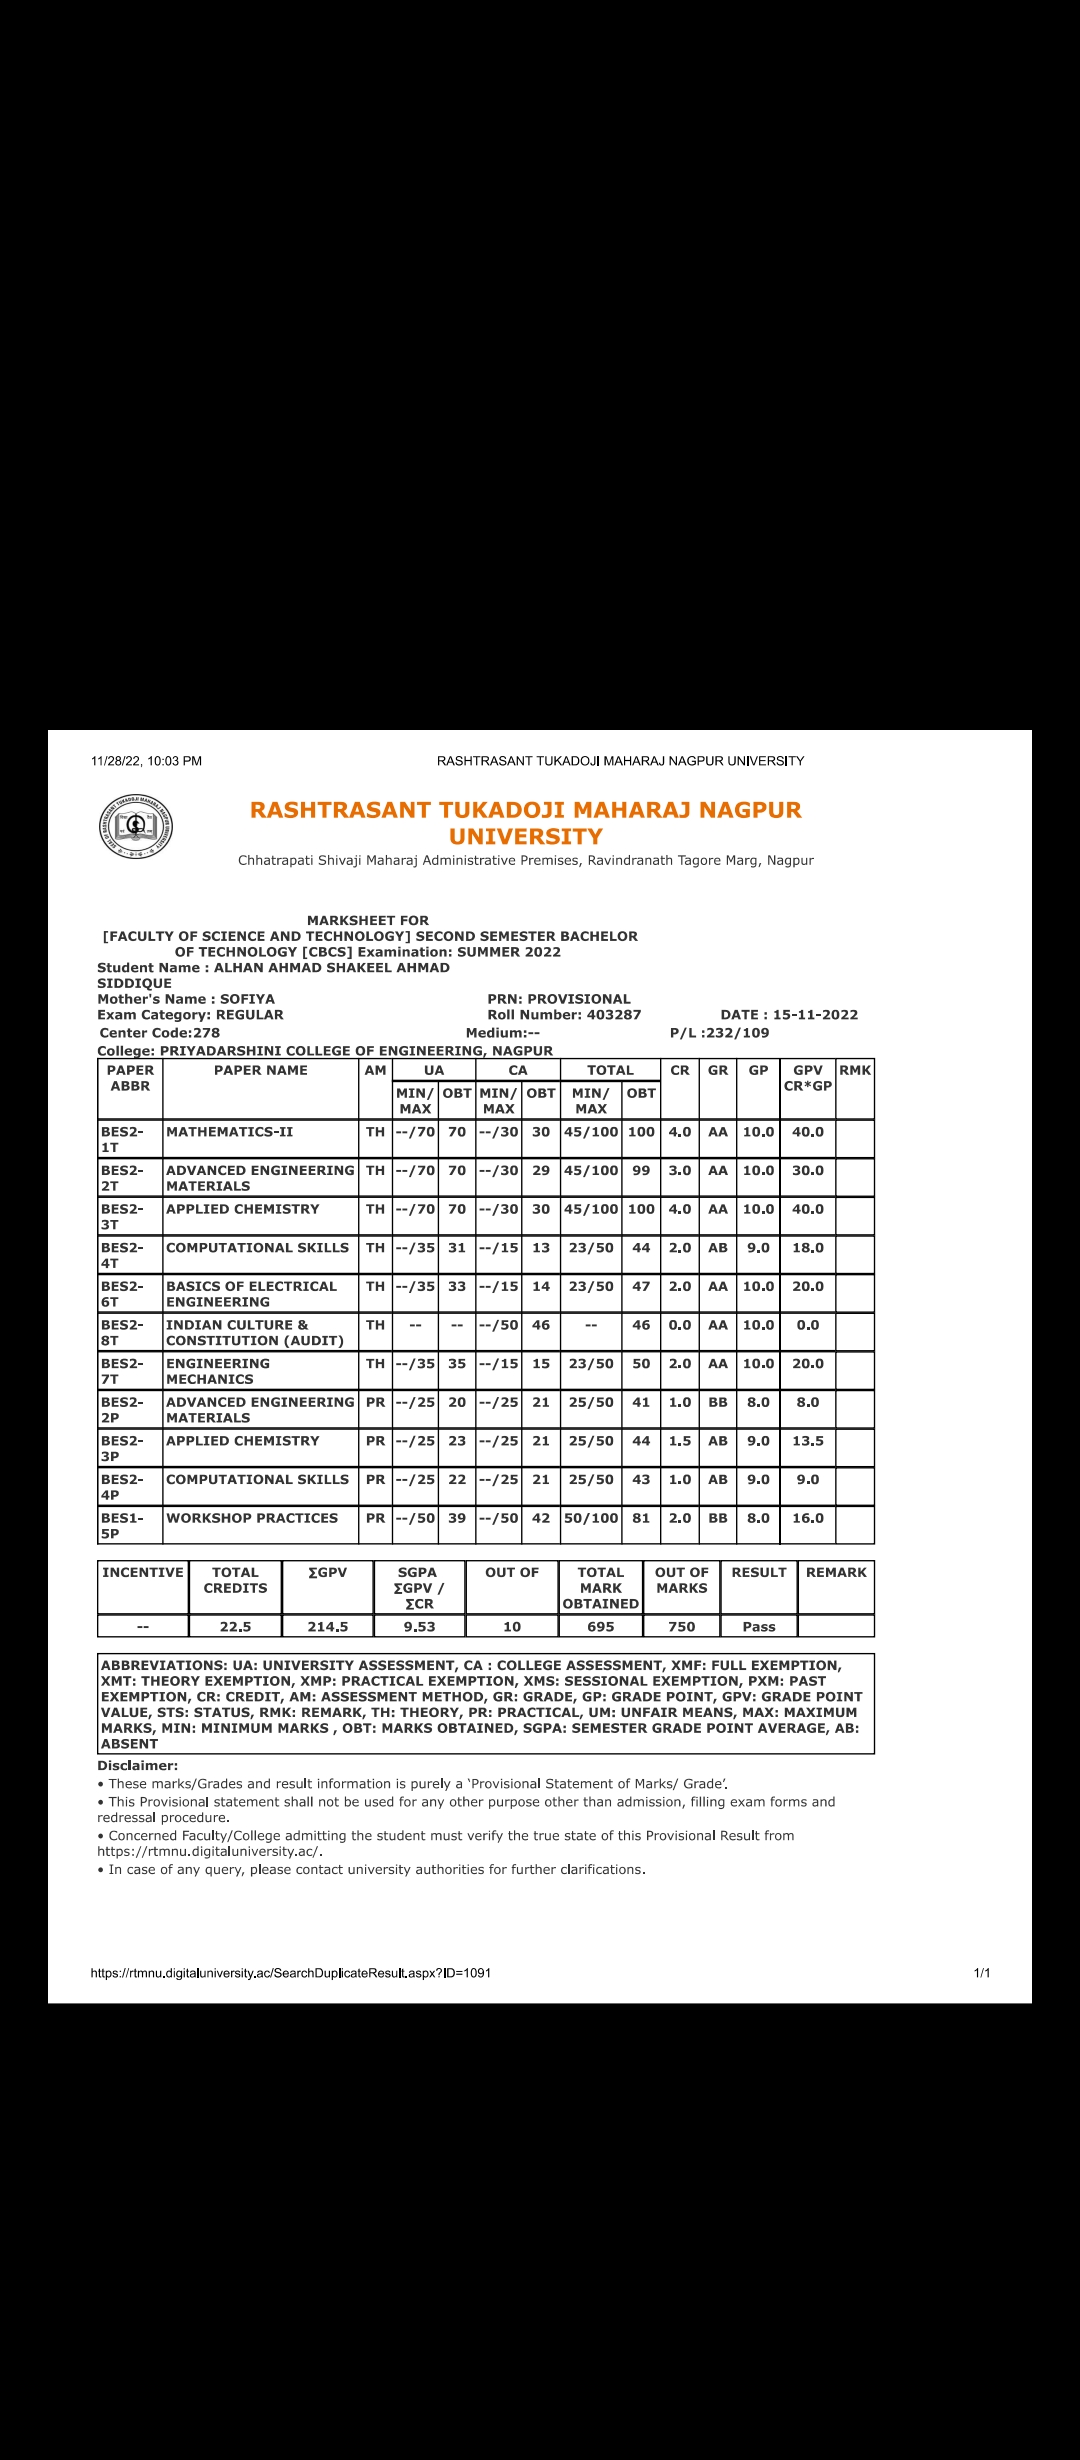 11/28/22, 10:03 PM RASHTRASANT TUKADOJI MAHARAJ NAGPUR UNIVERSITY
RASHTRASANT TUKADOJI MAHARAJ NAGPUR
UNIVERSITY
Chhatrapati Shivaji Maharaj Administrative Premises, Ravindranath Tagore Marg, Nagpur
MARKSHEET FOR
[FACULTY OF SCIENCE AND TECHNOLOGY] SECOND SEMESTER BACHELOR
OF TECHNOLOGY [CBCS] Examination: SUMMER 2022
Student Name : ALHAN AHMAD SHAKEEL AHMAD
SIDDIQUE
Mother's Name : SOFIYA PRN: PROVISIONAL
Exam Category: REGULAR Roll Number: 403287 DATE : 15-11-2022
Center Code:278 Medium:-- P/L :232/109
College: PRIYADARSHINI COLLEGE OF ENGINEERING, NAGPUR
PAPER PAPER NAME AM UA CA TOTAL CR GR GP GPV RMK
ABBR CR*GP
MIN/ OBT MIN/ OBT MIN/ OBT
MAX MAX MAX
BES2- MATHEMATICS-II TH --/70 70 --/30 30 45/100 100 4.0 AA 10.0 40.0
1T
BES2- ADVANCED ENGINEERING TH --/70 70 --/30 29 45/100 99 3.0 AA 10.0 30.0
2T MATERIALS
BES2- APPLIED CHEMISTRY TH --/70 70 --/30 30 45/100 100 4.0 AA 10.0 40.0
3T
BES2- COMPUTATIONAL SKILLS TH --/35 31 --/15 13 23/50 44 2.0 AB 9.0 18.0
4T
BES2- BASICS OF ELECTRICAL TH --/35 33 --/15 14 23/50 47 2.0 AA 10.0 20.0
6T ENGINEERING
BES2- INDIAN CULTURE & TH -- -- --/50 46 -- 46 0.0 AA 10.0 0.0
8T CONSTITUTION (AUDIT)
BES2- ENGINEERING TH --/35 35 --/15 15 23/50 50 2.0 AA 10.0 20.0
7T MECHANICS
BES2- ADVANCED ENGINEERING PR --/25 20 --/25 21 25/50 41 1.0 BB 8.0 8.0
2P MATERIALS
BES2- APPLIED CHEMISTRY PR --/25 23 --/25 21 25/50 44 1.5 AB 9.0 13.5
3P
BES2- COMPUTATIONAL SKILLS PR --/25 22 --/25 21 25/50 43 1.0 AB 9.0 9.0
4P
BES1- WORKSHOP PRACTICES PR --/50 39 --/50 42 50/100 81 2.0 BB 8.0 16.0
5P
INCENTIVE TOTAL ΣGPV SGPA OUT OF TOTAL OUT OF RESULT REMARK
CREDITS ΣGPV / MARK MARKS
ΣCR OBTAINED
-- 22.5 214.5 9.53 10 695 750 Pass
ABBREVIATIONS: UA: UNIVERSITY ASSESSMENT, CA : COLLEGE ASSESSMENT, XMF: FULL EXEMPTION,
XMT: THEORY EXEMPTION, XMP: PRACTICAL EXEMPTION, XMS: SESSIONAL EXEMPTION, PXM: PAST
EXEMPTION, CR: CREDIT, AM: ASSESSMENT METHOD, GR: GRADE, GP: GRADE POINT, GPV: GRADE POINT
VALUE, STS: STATUS, RMK: REMARK, TH: THEORY, PR: PRACTICAL, UM: UNFAIR MEANS, MAX: MAXIMUM
MARKS, MIN: MINIMUM MARKS , OBT: MARKS OBTAINED, SGPA: SEMESTER GRADE POINT AVERAGE, AB:
ABSENT
Disclaimer:
• These marks/Grades and result information is purely a ‘Provisional Statement of Marks/ Grade’.
• This Provisional statement shall not be used for any other purpose other than admission, filling exam forms and
redressal procedure.
• Concerned Faculty/College admitting the student must verify the true state of this Provisional Result from
https://rtmnu.digitaluniversity.ac/.
• In case of any query, please contact university authorities for further clarifications.
https://rtmnu.digitaluniversity.ac/SearchDuplicateResult.aspx?ID=1091 1/1